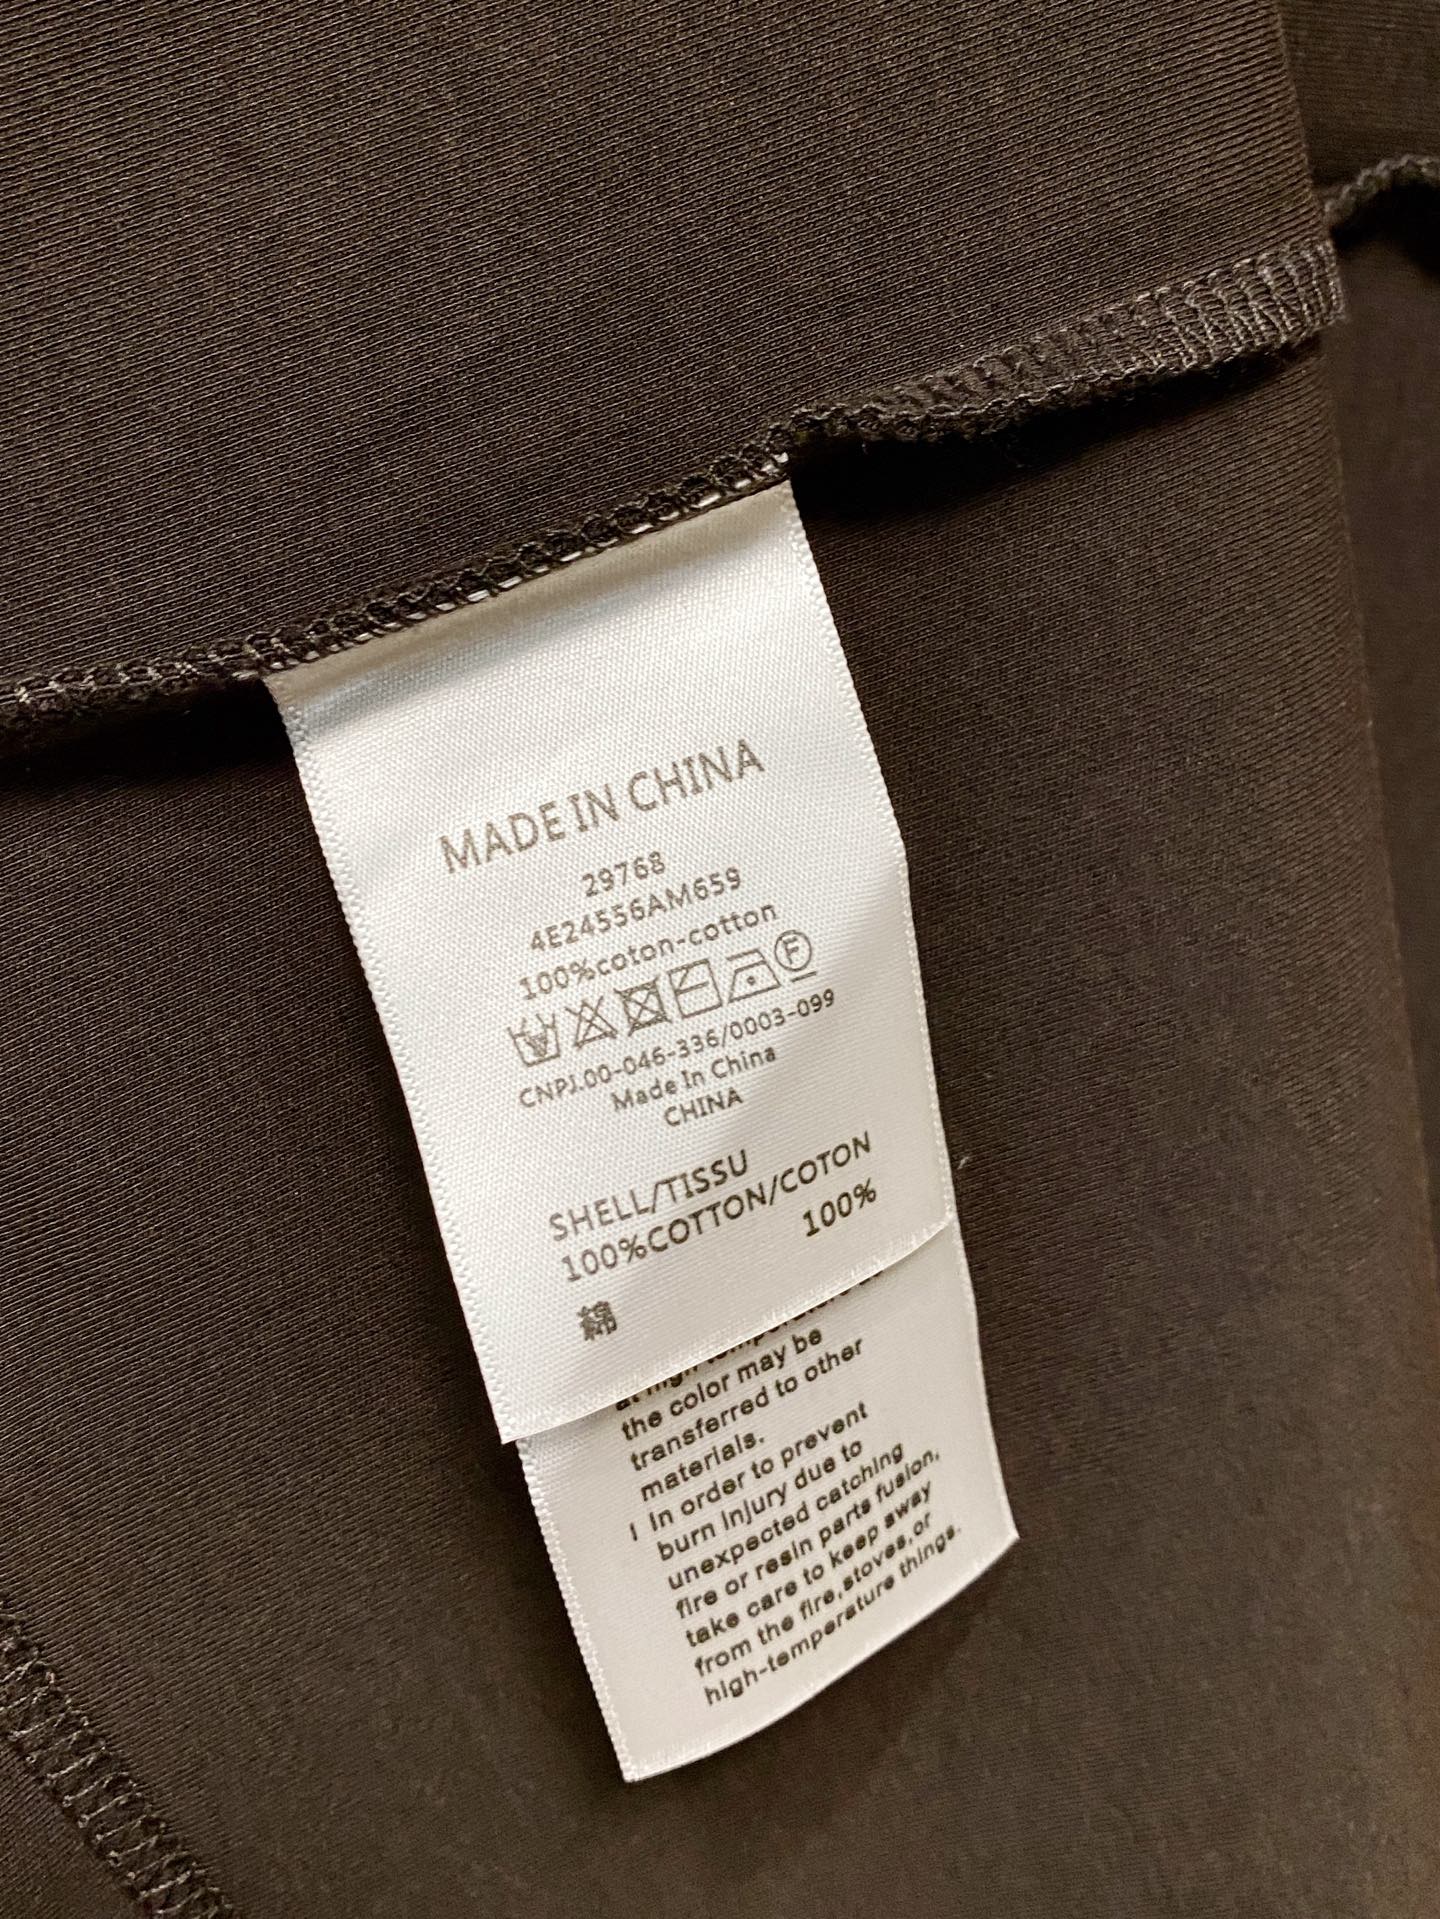 MADE IN CHINA
29768
4E24556AM659
100%coton-cotton
F
CNPJ.00-046-336/0003-099
Made In China
CHINA
SHELL/TISSU
100%COTTON/COTON
100%
綿
at high
the color may be
transferred to other
materials.
I In order to prevent
burn injury due to
unexpected catching
fire or resin parts fusion,
take care to keep away
from the fire,stoves,or
high-temperature things.